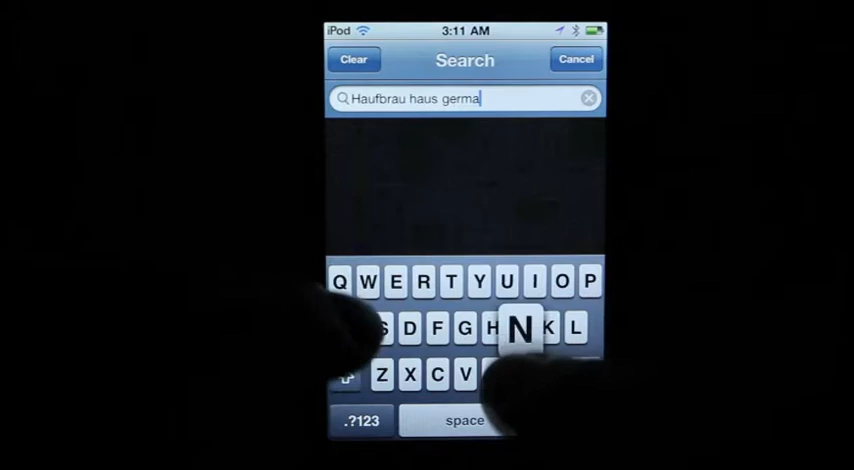 iPod 3:11 AM
Clear Search Cancel
Haufbrau haus germa
Q W E R T Y U I O P
S D F G H N K L
Z X C V
.?123 space